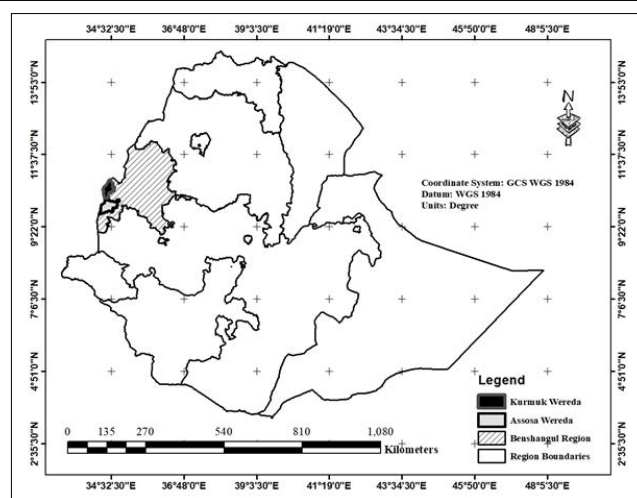 34°32'30"E 36°48'0"E 39°3'30"E 41°19'0"E 43°34'30"E 45°50'0"E 48°5'30"E
13°53'0"N
11°37'30"N
9°22'0"N
7°6'30"N
4°51'0"N
2°35'30"N
N
Coordinate System: GCS WGS 1984
Datum: WGS 1984
Units: Degree
13°53'0"N
11°37'30"N
9°22'0"N
7°6'30"N
4°51'0"N
2°35'30"N
Legend
Kurmuk Wereda
Assosa Wereda
Benshangul Region
Region Boundaries
0 135 270 540 810 1,080
Kilometers
34°32'30"E 36°48'0"E 39°3'30"E 41°19'0"E 43°34'30"E 45°50'0"E 48°5'30"E